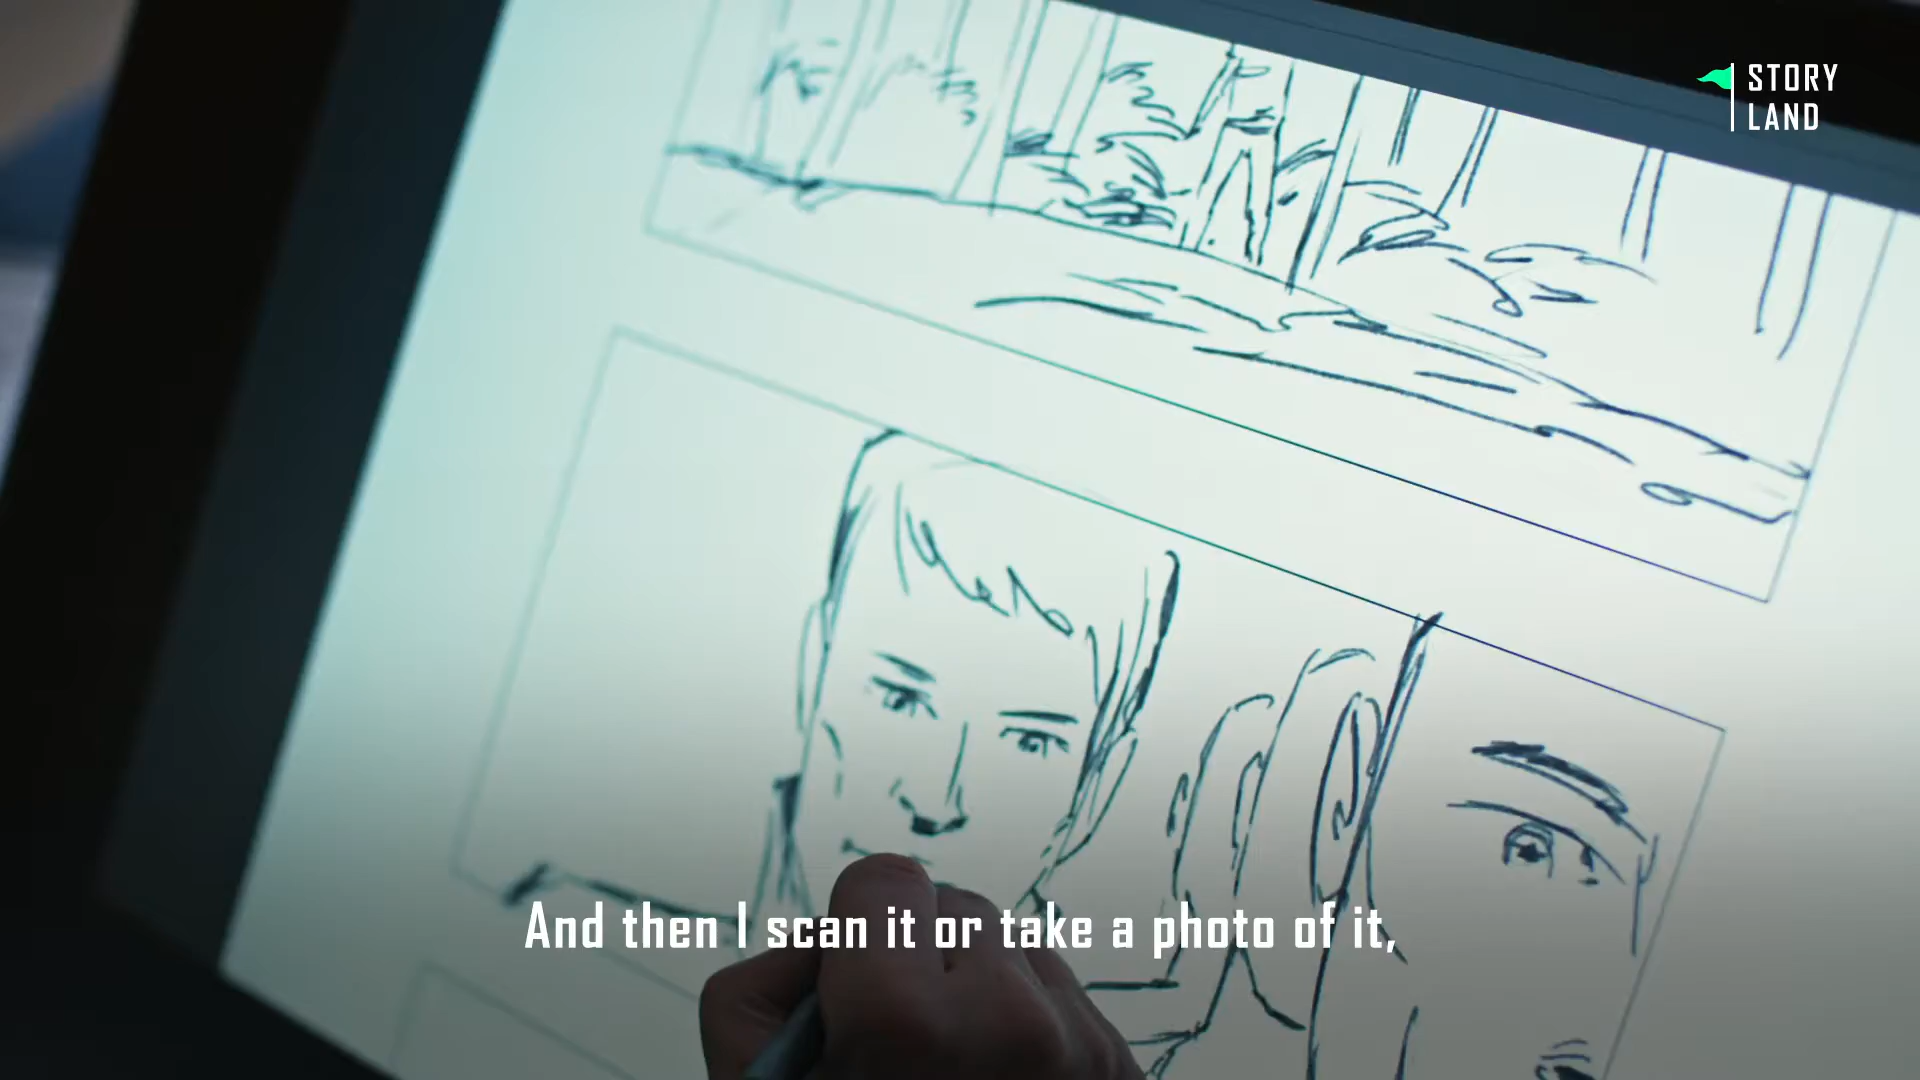 STORY
LAND
And then I scan it or take a photo of it,